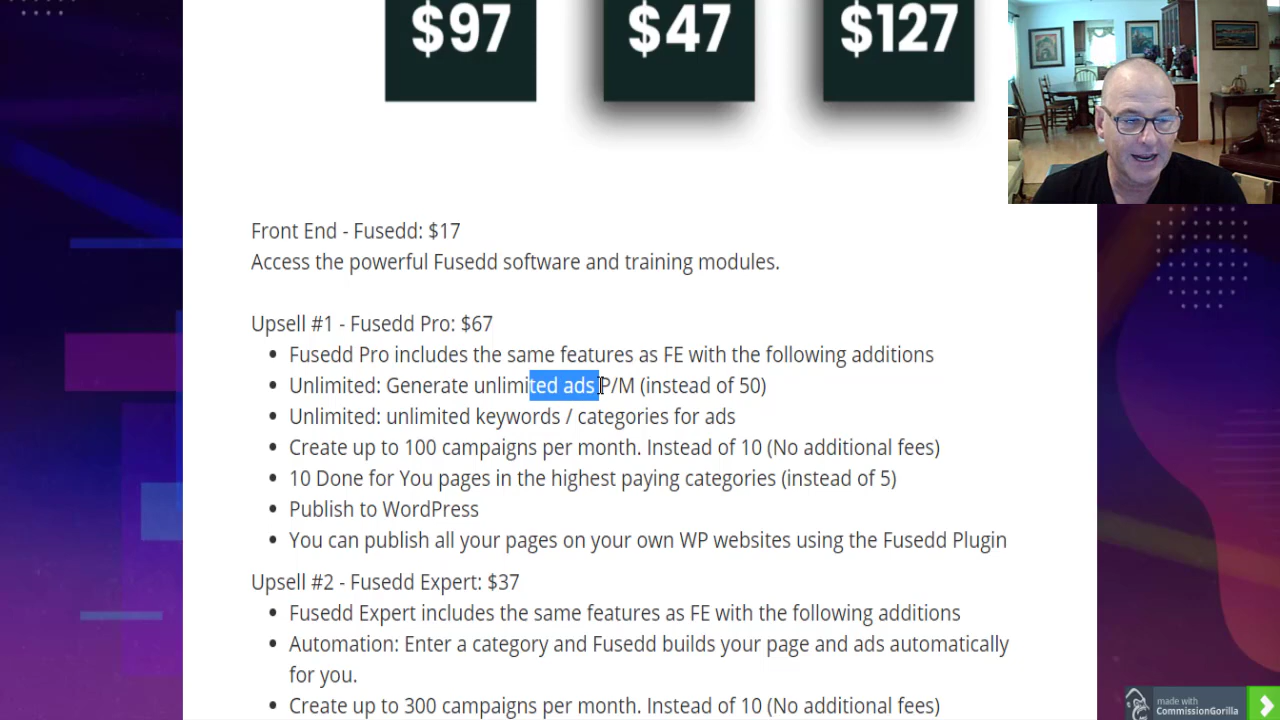 $97 $47 $127
Front End - Fusedd: $17
Access the powerful Fusedd software and training modules.
Upsell #1 - Fusedd Pro: $67
• Fusedd Pro includes the same features as FE with the following additions
• Unlimited: Generate unlimited ads P/M (instead of 50)
• Unlimited: unlimited keywords / categories for ads
• Create up to 100 campaigns per month. Instead of 10 (No additional fees)
• 10 Done for You pages in the highest paying categories (instead of 5)
• Publish to WordPress
• You can publish all your pages on your own WP websites using the Fusedd Plugin
Upsell #2 - Fusedd Expert: $37
• Fusedd Expert includes the same features as FE with the following additions
• Automation: Enter a category and Fusedd builds your page and ads automatically
for you.
• Create up to 300 campaigns per month. Instead of 10 (No additional fees)
made with
CommissionGorilla